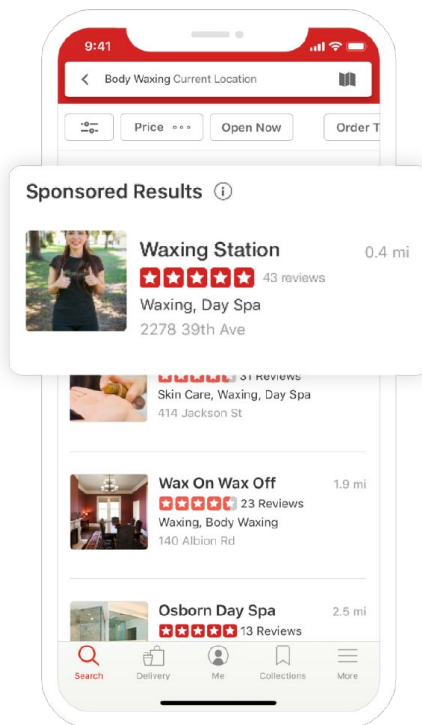 9:41
Body Waxing Current Location
Price
Open Now
Order T
Sponsored Results
Waxing Station
0.4 mi
43 reviews
Waxing, Day Spa
2278 39th Ave
31 Reviews
Skin Care, Waxing, Day Spa
414 Jackson St
Wax On Wax Off
1.9 mi
23 Reviews
Waxing, Body Waxing
140 Albion Rd
Osborn Day Spa
2.5 mi
13 Reviews
Search
Delivery
Me
Collections
More